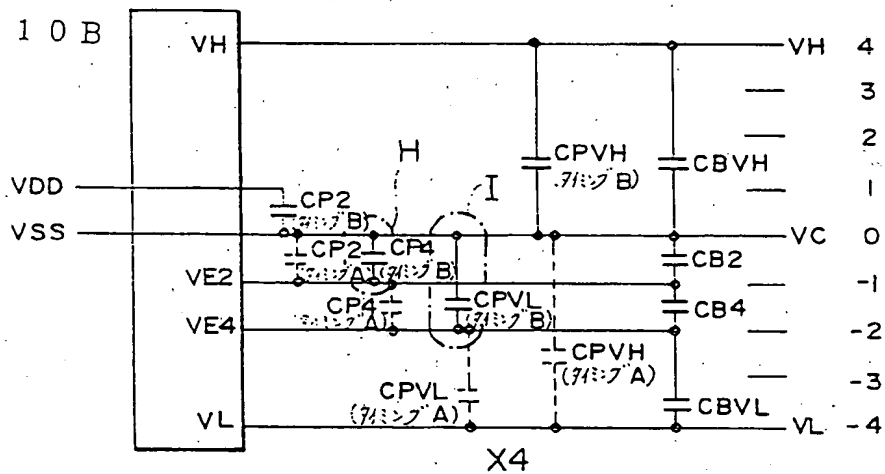 10B
VH
VH 4
3
2
H
I
CPVH
(タイミングB)
CBVH
VDD
1
CP2
(タイミングB)
VSS
VC 0
CP2
(タイミングA)
CP4
(タイミングB)
CB2
VE2
-1
CP4
(タイミングA)
CPVL
(タイミングB)
CB4
VE4
-2
CPVH
(タイミングA)
-3
CPVL
(タイミングA)
CBVL
VL
VL -4
X4